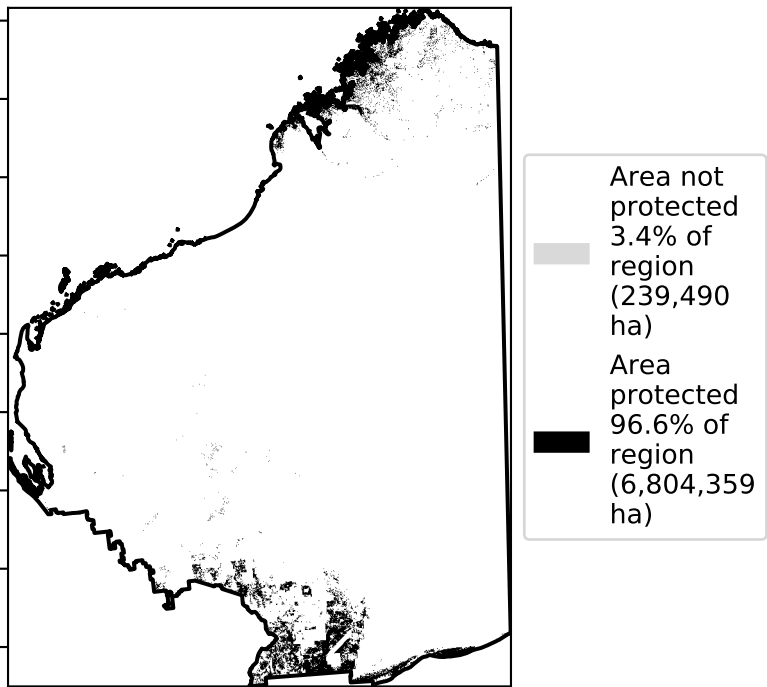 Area not
protected
3.4% of
region
(239,490
ha)
Area
protected
96.6% of
region
(6,804,359
ha)